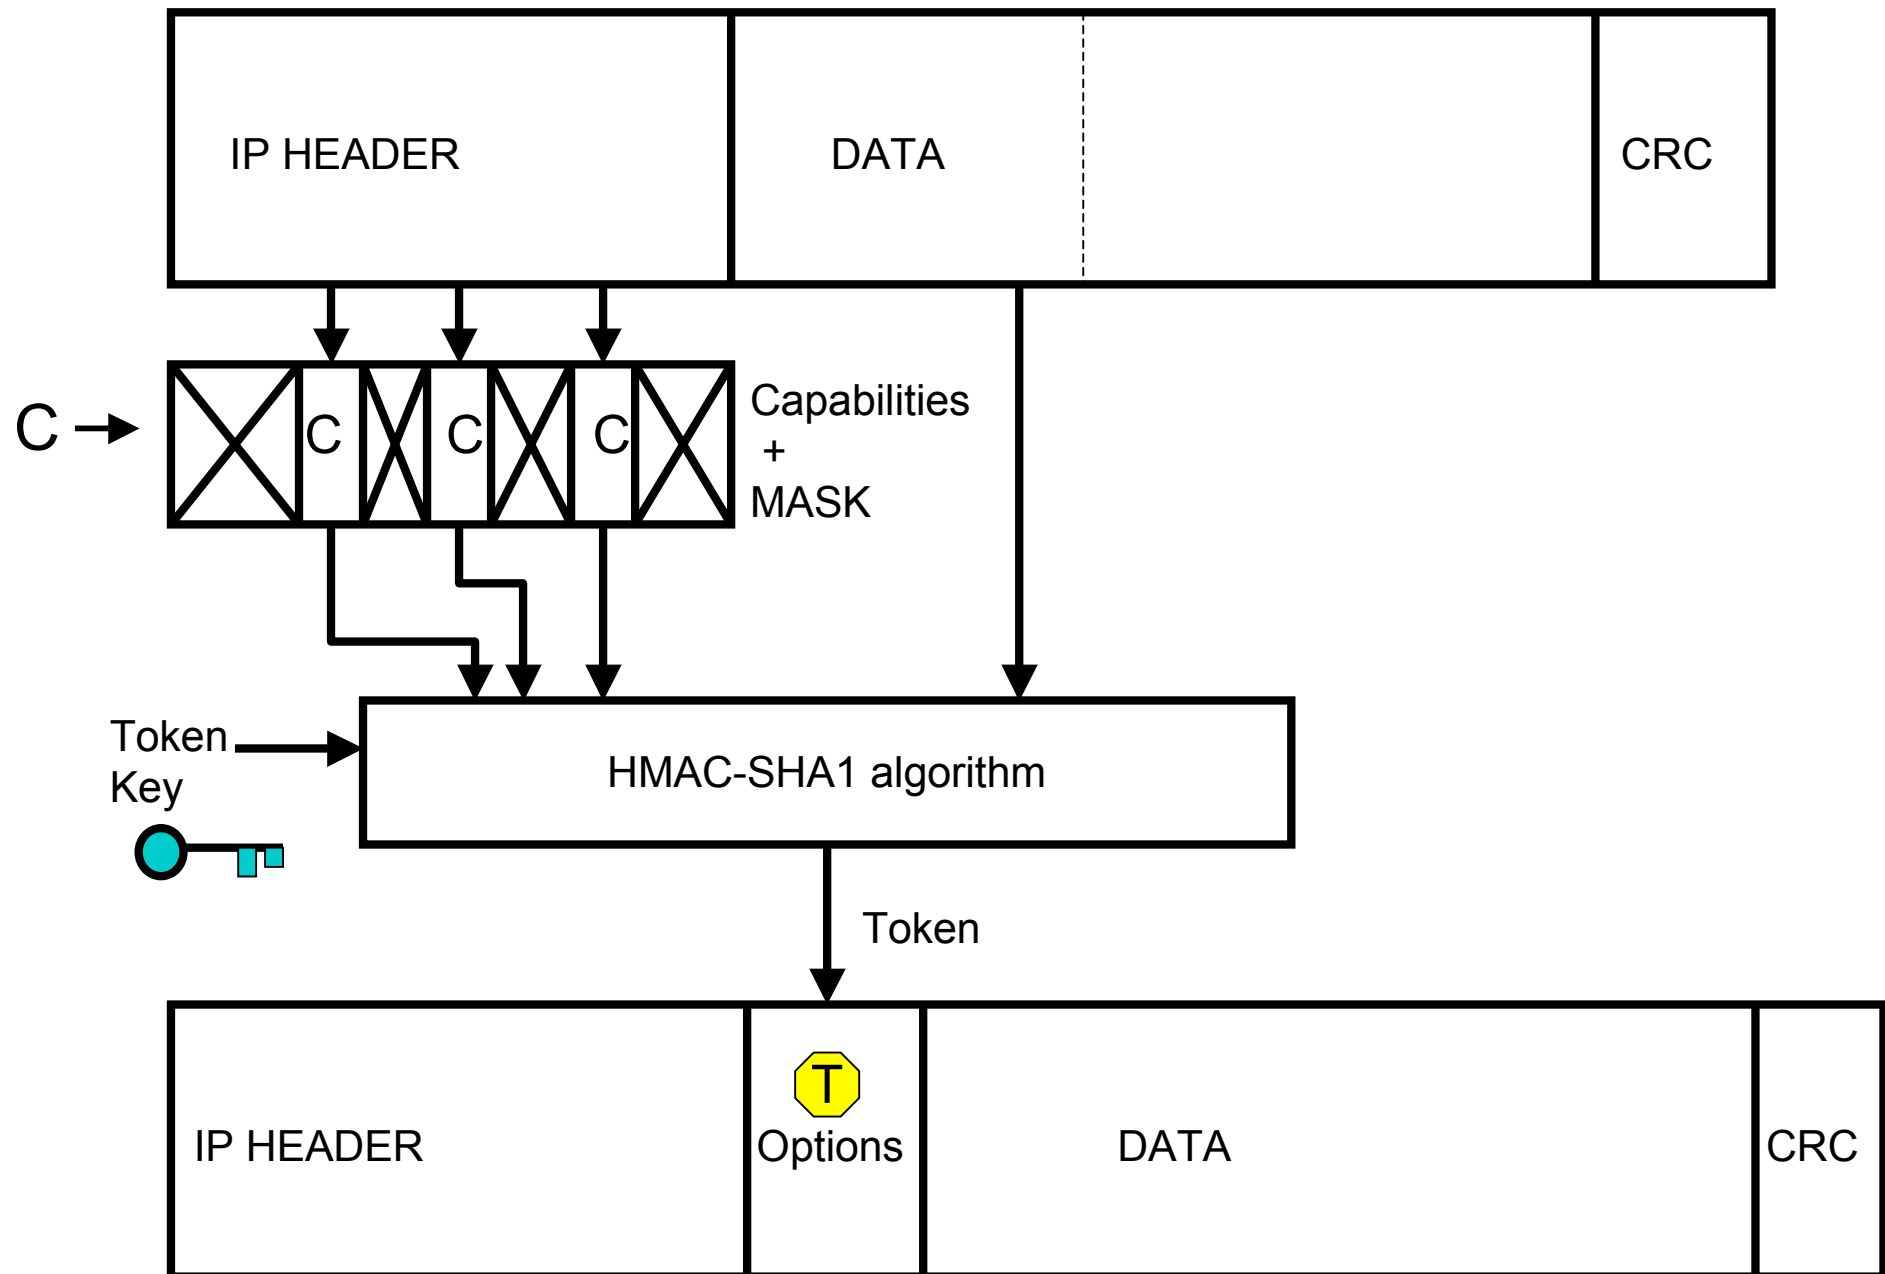 IP HEADER
DATA
CRC
C
C
C
C
Capabilities
+
MASK
Token
Key
HMAC-SHA1 algorithm
Token
T
IP HEADER
Options
DATA
CRC